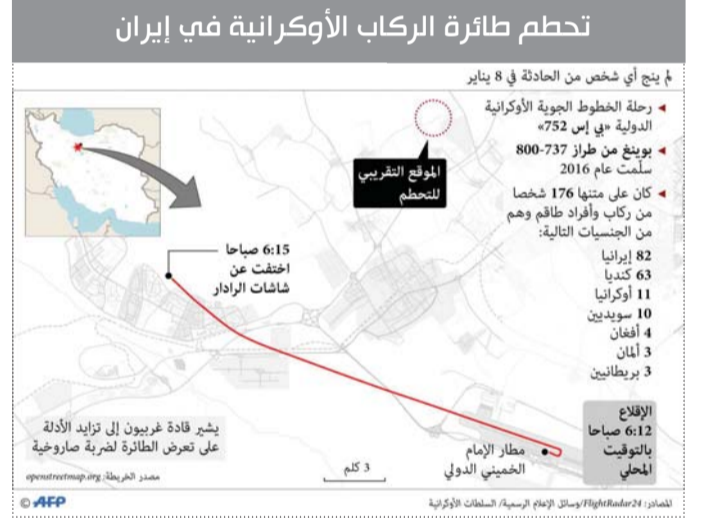 تحطم طائرة الركاب الأوكرانية في إيران
لم ينج أي شخص من الحادثة في 8 يناير
◄ رحلة الخطوط الجوية الأوكرانية
الدولية «بي إس 752»
◄ بوينغ من طراز 737-800
سلّمت عام 2016
◄ كان على متنها 176 شخصا
من ركاب وأفراد طاقم وهم
من الجنسيات التالية:
82 إيرانيا
63 كنديا
11 أوكرانيا
10 سويديين
4 أفغان
3 ألمان
3 بريطانيين
الموقع التقريبي
للتحطم
6:15 صباحا
اختفت عن
شاشات الرادار
الإقلاع
6:12 صباحا
بالتوقيت
المحلي
مطار الإمام
الخميني الدولي
3 كلم
يشير قادة غربيون إلى تزايد الأدلة
على تعرض الطائرة لضربة صاروخية
مصدر الخريطة: openstreetmap.org
المصادر: FlightRadar24/وسائل الإعلام الرسمية/ السلطات الأوكرانية
© AFP